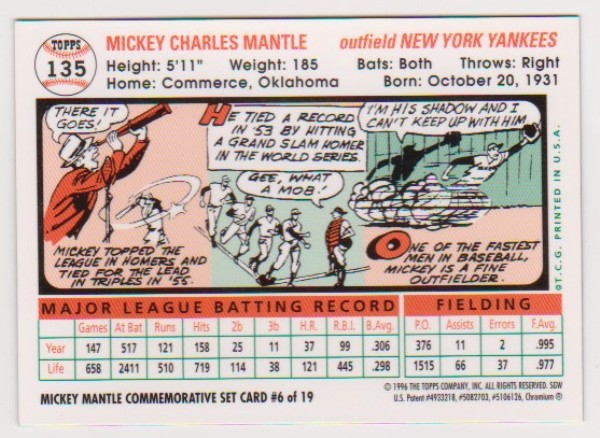 TOPPS
135
MICKEY CHARLES MANTLE outfield NEW YORK YANKEES
Height: 5'11" Weight: 185 Bats: Both Throws: Right
Home: Commerce, Oklahoma Born: October 20, 1931
THERE IT
GOES!
HE TIED A RECORD
IN '53 BY HITTING
A GRAND SLAM HOMER
IN THE WORLD SERIES.
GEE, WHAT
A MOB!
I'M HIS SHADOW AND I
CAN'T KEEP UP WITH HIM
MICKEY TOPPED THE
LEAGUE IN HOMERS AND
TIED FOR THE LEAD
IN TRIPLES IN '55.
ONE OF THE FASTEST
MEN IN BASEBALL,
MICKEY IS A FINE
OUTFIELDER.
©T.C.G. PRINTED IN U.S.A.
MAJOR LEAGUE BATTING RECORD FIELDING
Games At Bat Runs Hits 2b 3b H.R. R.B.I. B.Avg. P.O. Assists Errors F.Avg.
Year 147 517 121 158 25 11 37 99 .306 376 11 2 .995
Life 658 2411 510 719 114 38 121 445 .298 1515 66 37 .977
MICKEY MANTLE COMMEMORATIVE SET CARD #6 of 19
© 1996 THE TOPPS COMPANY, INC. ALL RIGHTS RESERVED. SGW
U.S. Patent #4933218, #5082703, #5106126, Chromium ®